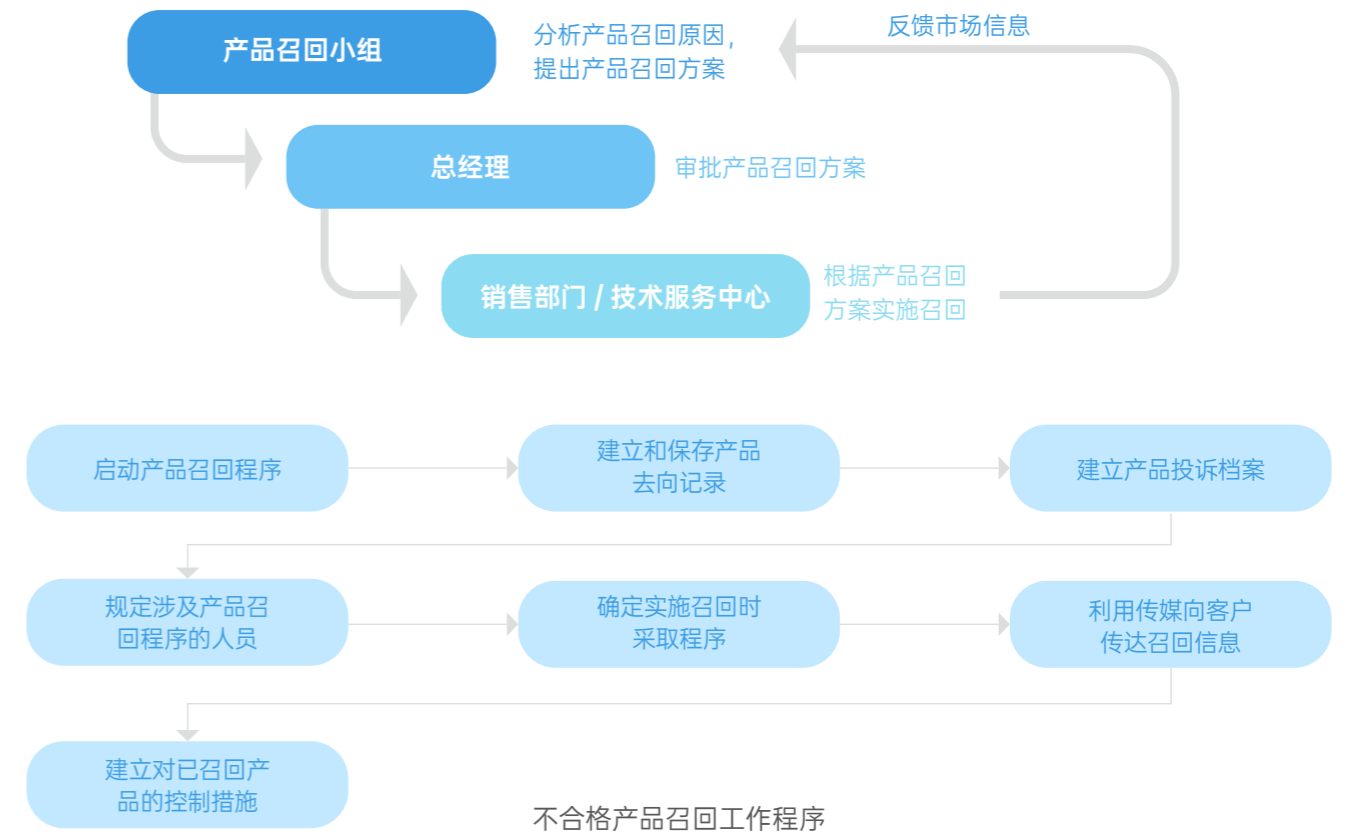 产品召回小组
分析产品召回原因，
提出产品召回方案
反馈市场信息
总经理
审批产品召回方案
销售部门 / 技术服务中心
根据产品召回
方案实施召回
启动产品召回程序
建立和保存产品
去向记录
建立产品投诉档案
规定涉及产品召
回程序的人员
确定实施召回时
采取程序
利用传媒向客户
传达召回信息
建立对已召回产
品的控制措施
不合格产品召回工作程序